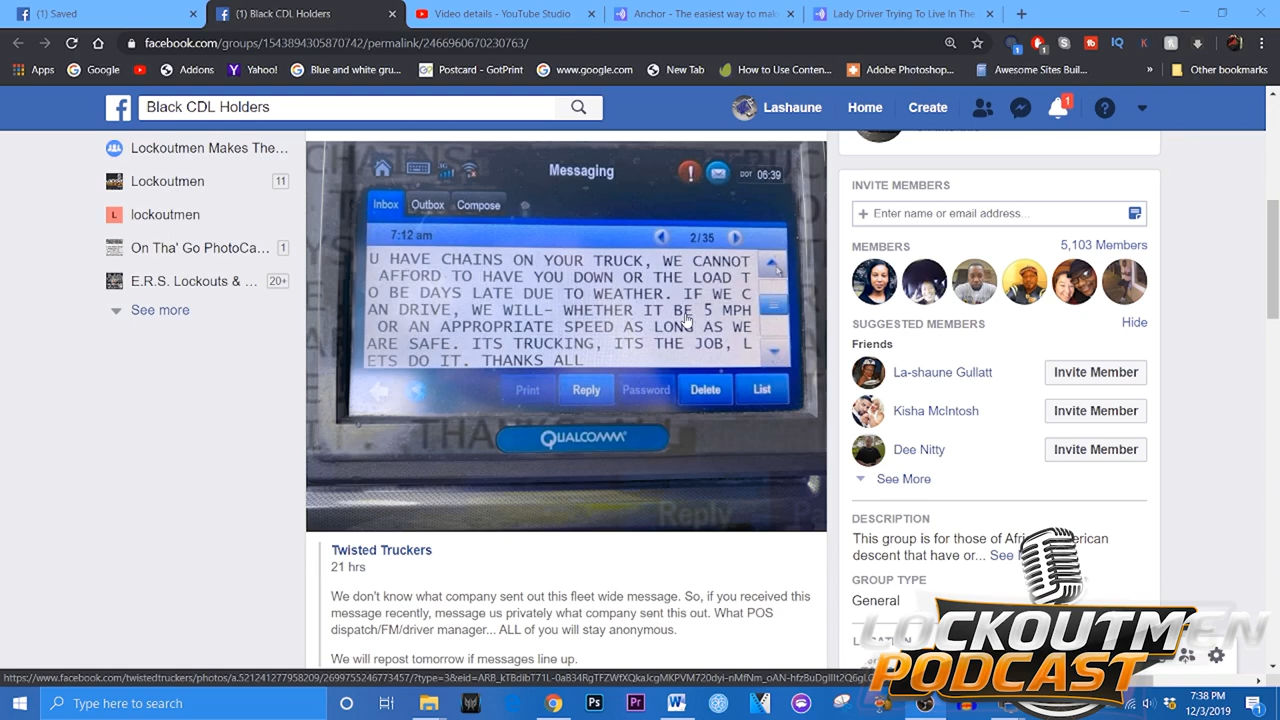 (1) Saved
(1) Black CDL Holders
Video details - YouTube Studio
Anchor - The easiest way to mak
Lady Driver Trying To Live In The
facebook.com/groups/1543894305870742/permalink/2466960670230763/
Apps
Google
Addons
Yahoo!
Blue and white gru...
Postcard - GotPrint
www.google.com
New Tab
How to Use Conten...
Adobe Photoshop...
Awesome Sites Buil...
Other bookmarks
Black CDL Holders
Lashaune
Home
Create
1
Lockoutmen Makes The...
Lockoutmen
11
lockoutmen
On Tha' Go PhotoCa...
1
E.R.S. Lockouts & ...
20+
See more
Messaging
DDT 06:39
Inbox
Outbox
Compose
7:12 am
2/35
U HAVE CHAINS ON YOUR TRUCK, WE CANNOT
AFFORD TO HAVE YOU DOWN OR THE LOAD T
O BE DAYS LATE DUE TO WEATHER. IF WE C
AN DRIVE, WE WILL- WHETHER IT BE 5 MPH
OR AN APPROPRIATE SPEED AS LONG AS WE
ARE SAFE. ITS TRUCKING, ITS THE JOB, L
ETS DO IT. THANKS ALL
Print
Reply
Password
Delete
List
QUALCOMM
Reply
Twisted Truckers
21 hrs
We don't know what company sent out this fleet wide message. So, if you received this
message recently, message us privately what company sent this out. What POS
dispatch/FM/driver manager... ALL of you will stay anonymous.
We will repost tomorrow if messages line up.
INVITE MEMBERS
Enter name or email address...
MEMBERS
5,103 Members
SUGGESTED MEMBERS
Hide
Friends
La-shaune Gullatt
Invite Member
Kisha McIntosh
Invite Member
Dee Nitty
Invite Member
See More
DESCRIPTION
This group is for those of
descent that have or...
GROUP TYPE
General
LOCKOUTMEN
PODCAST
Type here to search
7:38 PM
12/3/2019